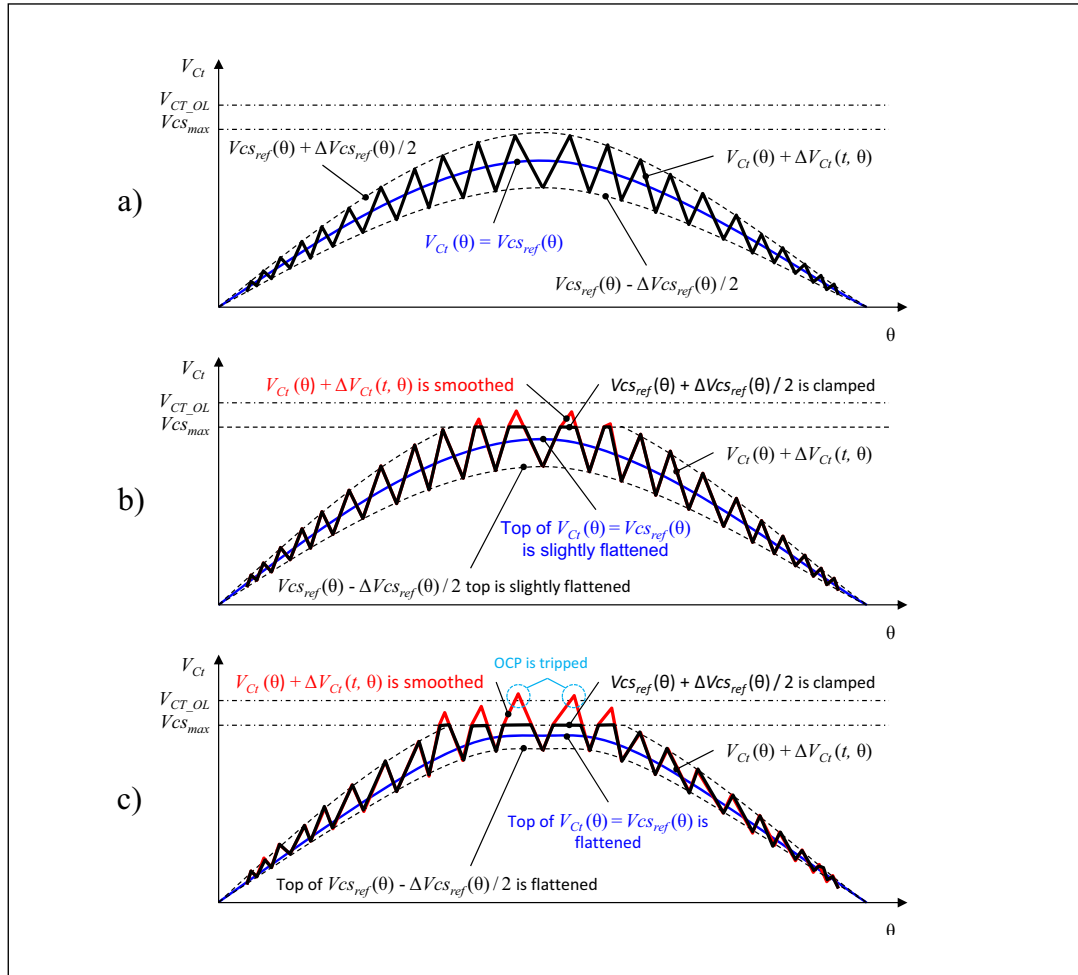 V_Ct
V_CT_OL
Vcs_max
Vcs_ref(θ) + ΔVcs_ref(θ)/2
V_Ct(θ) + ΔV_Ct(t, θ)
a)
V_Ct(θ) = Vcs_ref(θ)
Vcs_ref(θ) - ΔVcs_ref(θ)/2
θ
V_Ct
V_Ct(θ) + ΔV_Ct(t, θ) is smoothed
Vcs_ref(θ) + ΔVcs_ref(θ)/2 is clamped
V_CT_OL
Vcs_max
V_Ct(θ) + ΔV_Ct(t, θ)
b)
Top of V_Ct(θ) = Vcs_ref(θ)
is slightly flattened
Vcs_ref(θ) - ΔVcs_ref(θ)/2 top is slightly flattened
θ
V_Ct
OCP is tripped
V_Ct(θ) + ΔV_Ct(t, θ) is smoothed
Vcs_ref(θ) + ΔVcs_ref(θ)/2 is clamped
V_CT_OL
Vcs_max
V_Ct(θ) + ΔV_Ct(t, θ)
c)
Top of V_Ct(θ) = Vcs_ref(θ) is
flattened
Top of Vcs_ref(θ) - ΔVcs_ref(θ)/2 is flattened
θ